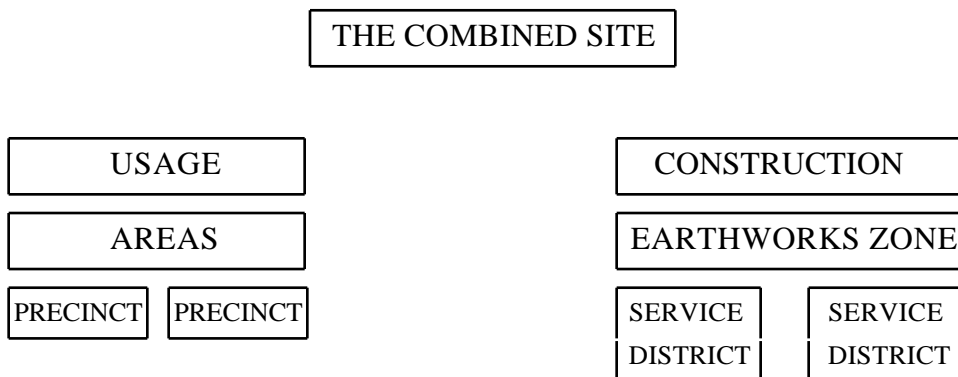 THE COMBINED SITE
USAGE
CONSTRUCTION
AREAS
EARTHWORKS ZONE
PRECINCT
PRECINCT
SERVICE
DISTRICT
SERVICE
DISTRICT